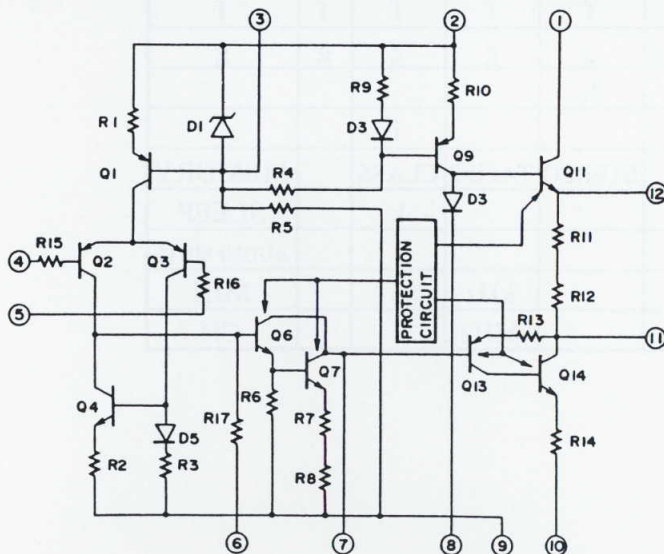 3 2 1
R9 R10
R1 D1 D3
Q1 Q9 Q11
R4 D3 12
R5 R11
R15
4 Q2 Q3 R16
PROTECTION
CIRCUIT
R12
5 R13
11
Q6 Q7 Q13 Q14
Q4 R6 R7
R17
D5 R14
R2 R3 R8
6 7 8 9 10